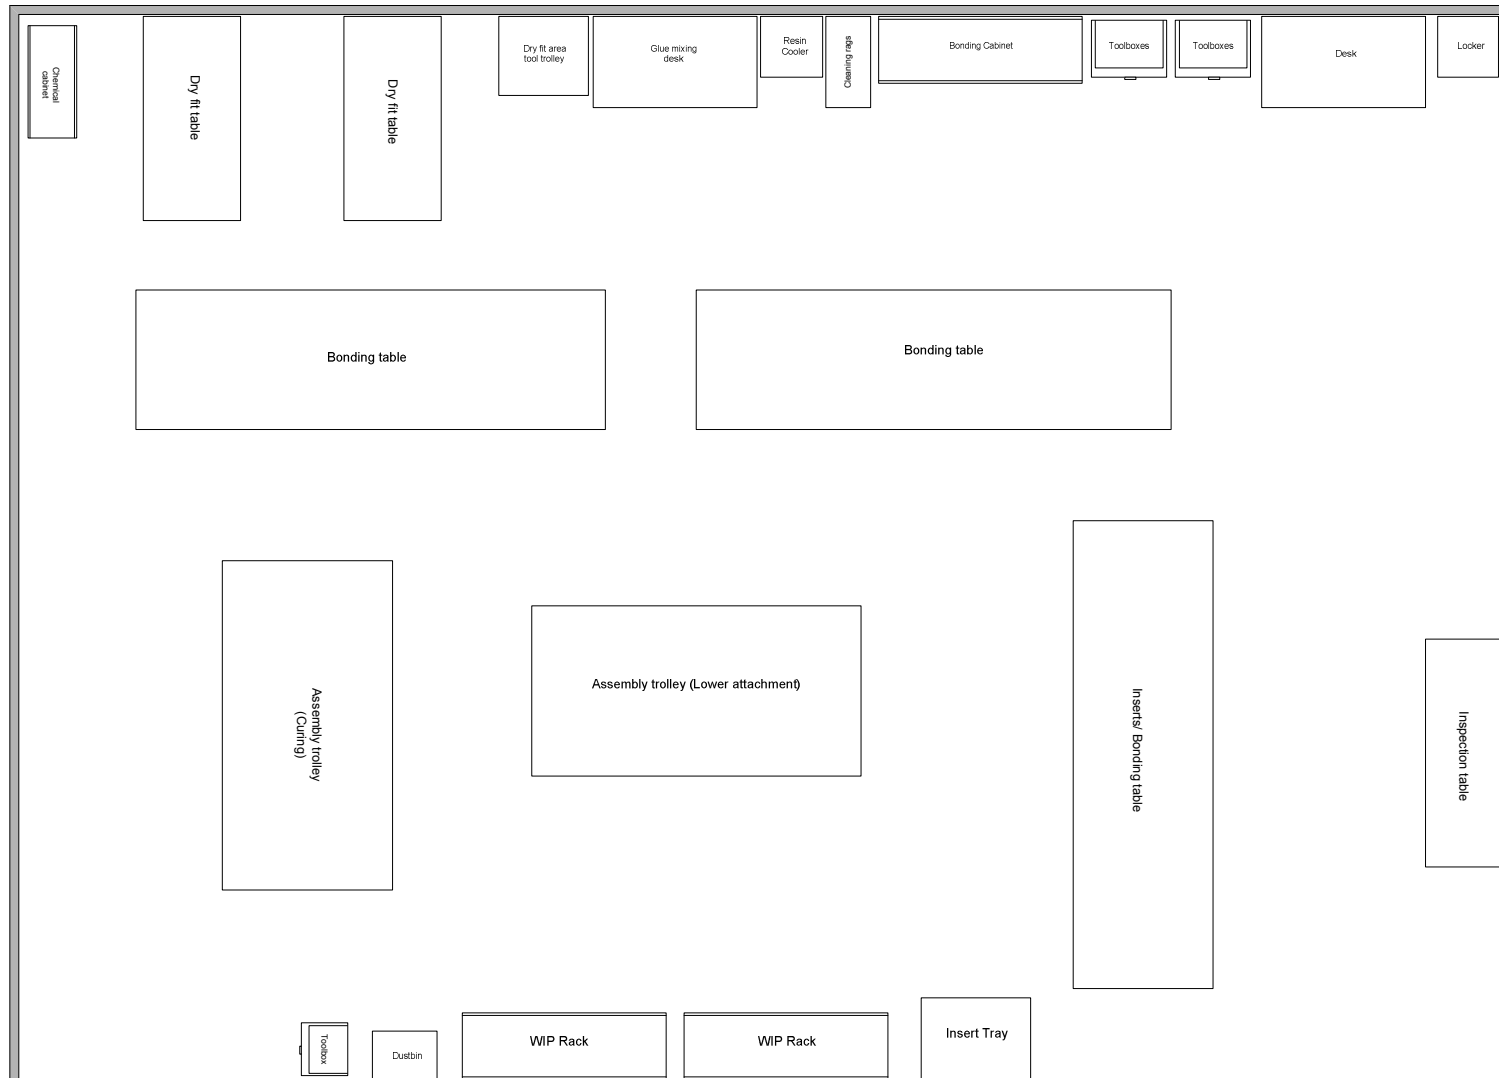 Chemical
cabinet
Dry fit table
Dry fit table
Dry fit area
tool trolley
Glue mixing
desk
Resin
Cooler
Cleaning rags
Bonding Cabinet
Toolboxes
Toolboxes
Desk
Locker
Bonding table
Bonding table
Assembly trolley
(Curing)
Assembly trolley (Lower attachment)
Inserts/ Bonding table
Inspection table
Toolbox
Dustbin
WIP Rack
WIP Rack
Insert Tray